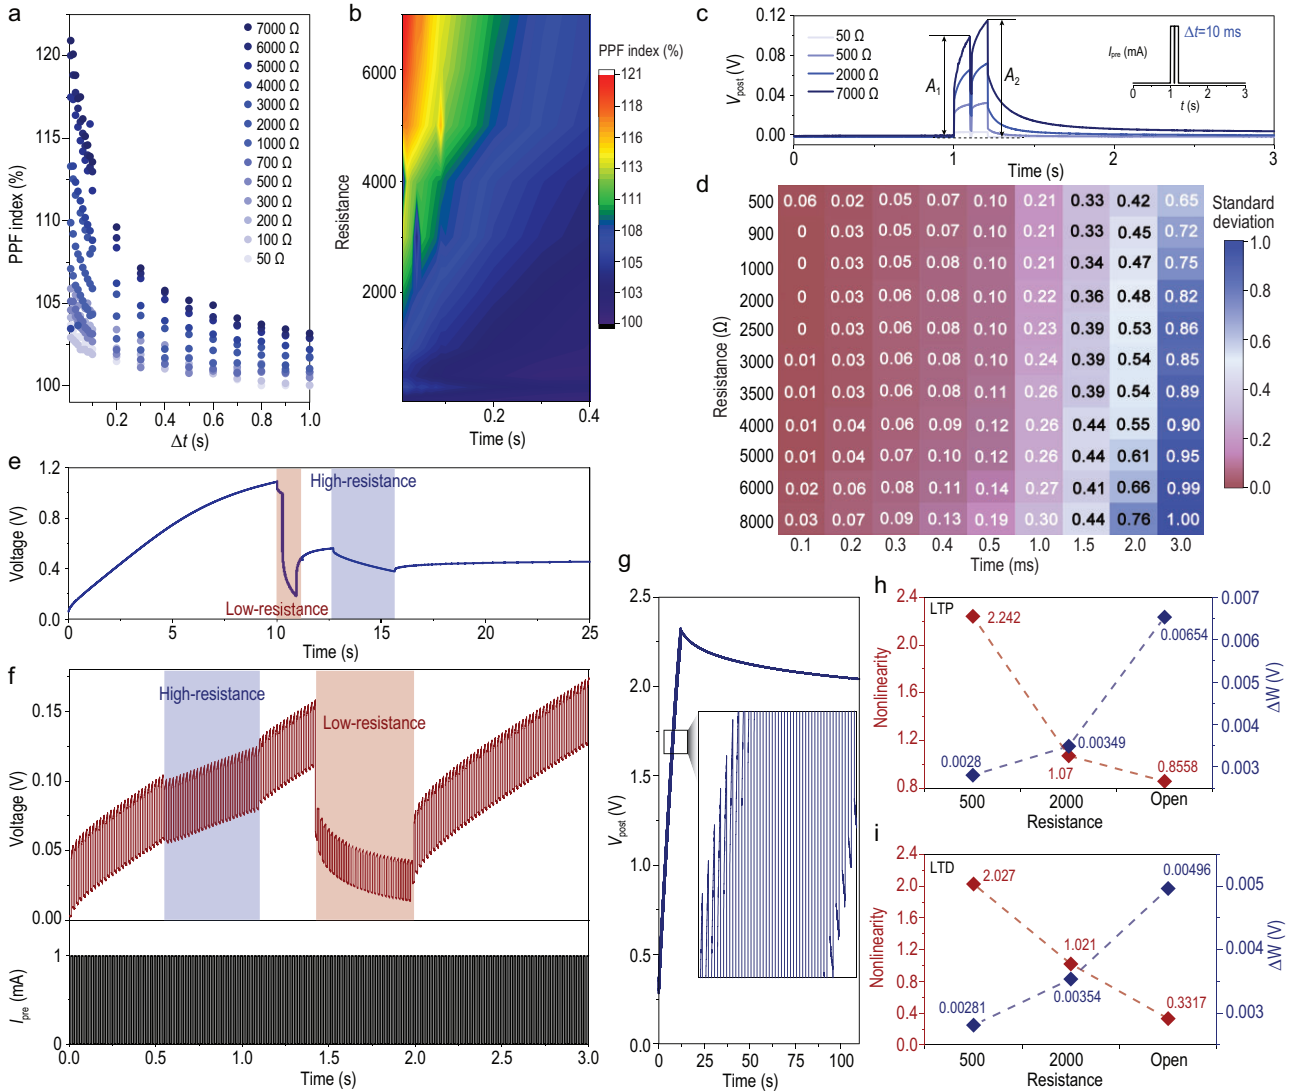 a
120
115
110
105
100
PPF index (%)
7000 Ω
6000 Ω
5000 Ω
4000 Ω
3000 Ω
2000 Ω
1000 Ω
700 Ω
500 Ω
300 Ω
200 Ω
100 Ω
50 Ω
0.2 0.4 0.6 0.8 1.0
Δt (s)
b
6000
4000
2000
Resistance
0.2 0.4
Time (s)
PPF index (%)
121
116
114
113
111
110
108
106
105
103
100
c
0.12
0.08
0.04
0.00
Vpost (V)
50 Ω
500 Ω
2000 Ω
7000 Ω
A1
A2
Δt=10 ms
Ipre (mA)
0 1 2 3
t (s)
0 1 2 3
Time (s)
d
500 0.06 0.02 0.05 0.07 0.10 0.21 0.33 0.42 0.65
900 0 0.03 0.05 0.07 0.10 0.21 0.33 0.45 0.72
1000 0 0.03 0.05 0.08 0.10 0.21 0.34 0.47 0.75
2000 0 0.03 0.06 0.08 0.10 0.22 0.36 0.48 0.82
2500 0 0.03 0.06 0.08 0.10 0.23 0.39 0.53 0.86
3000 0.01 0.03 0.06 0.08 0.10 0.24 0.39 0.54 0.85
3500 0.01 0.03 0.06 0.08 0.11 0.26 0.39 0.54 0.89
4000 0.01 0.04 0.06 0.09 0.12 0.26 0.44 0.55 0.90
5000 0.01 0.04 0.07 0.10 0.12 0.26 0.44 0.61 0.95
6000 0.02 0.06 0.08 0.11 0.14 0.27 0.41 0.66 0.99
8000 0.03 0.07 0.09 0.13 0.19 0.30 0.44 0.76 1.00
Resistance (Ω)
0.1 0.2 0.3 0.4 0.5 1.0 1.5 2.0 3.0
Time (ms)
Standard
deviation
1.0
0.8
0.6
0.4
0.2
0.0
e
1.2
0.8
0.4
0.0
Voltage (V)
High-resistance
Low-resistance
0 5 10 15 20 25
Time (s)
f
0.15
0.10
0.05
0.00
Voltage (V)
High-resistance
Low-resistance
1
0
Ipre (mA)
0.0 0.5 1.0 1.5 2.0 2.5 3.0
Time (s)
g
2.5
2.0
1.5
1.0
0.5
0.0
Vpost (V)
0 25 50 75 100
Time (s)
h
LTP
2.4
2.0
1.6
1.2
0.8
Nonlinearity
2.242
1.07
0.8558
0.0028
0.00349
0.00654
0.007
0.006
0.005
0.004
0.003
ΔW (V)
500 2000 Open
Resistance
i
LTD
2.4
2.0
1.6
1.2
0.8
0.4
0.0
Nonlinearity
2.027
1.021
0.3317
0.00281
0.00354
0.00496
0.005
0.004
0.003
ΔW (V)
500 2000 Open
Resistance